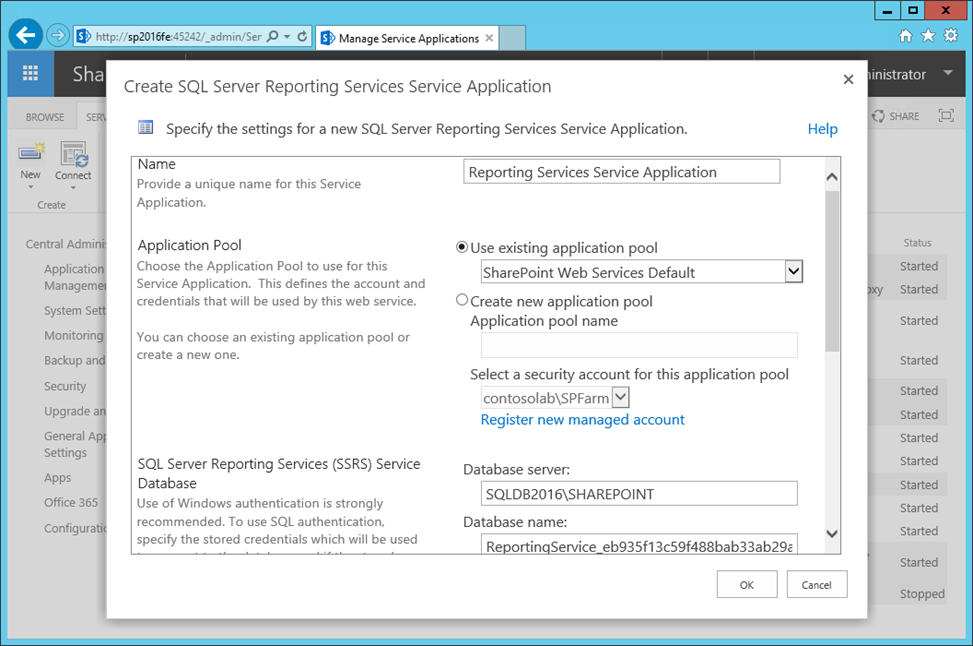 http://sp2016fe:45242/_admin/Ser
Manage Service Applications
Sha
ninistrator
BROWSE
SERV
SHARE
Create SQL Server Reporting Services Service Application
Specify the settings for a new SQL Server Reporting Services Service Application.
Help
New
Connect
Create
Name
Provide a unique name for this Service
Application.
Reporting Services Service Application
Application Pool
Choose the Application Pool to use for this
Service Application. This defines the account and
credentials that will be used by this web service.
You can choose an existing application pool or
create a new one.
Use existing application pool
SharePoint Web Services Default
Create new application pool
Application pool name
Select a security account for this application pool
contosolab\SPFarm
Register new managed account
SQL Server Reporting Services (SSRS) Service
Database
Use of Windows authentication is strongly
recommended. To use SQL authentication,
specify the stored credentials which will be used
Database server:
SQLDB2016\SHAREPOINT
Database name:
ReportingService_eb935f13c59f488bab33ab29a
OK
Cancel
Central Adminis
Application
Managemen
System Sett
Monitoring
Backup and
Security
Upgrade an
General App
Settings
Apps
Office 365
Configuratio
Status
Started
oxy
Started
Started
Started
Started
Started
Started
Started
Started
Started
Started
Started
Stopped